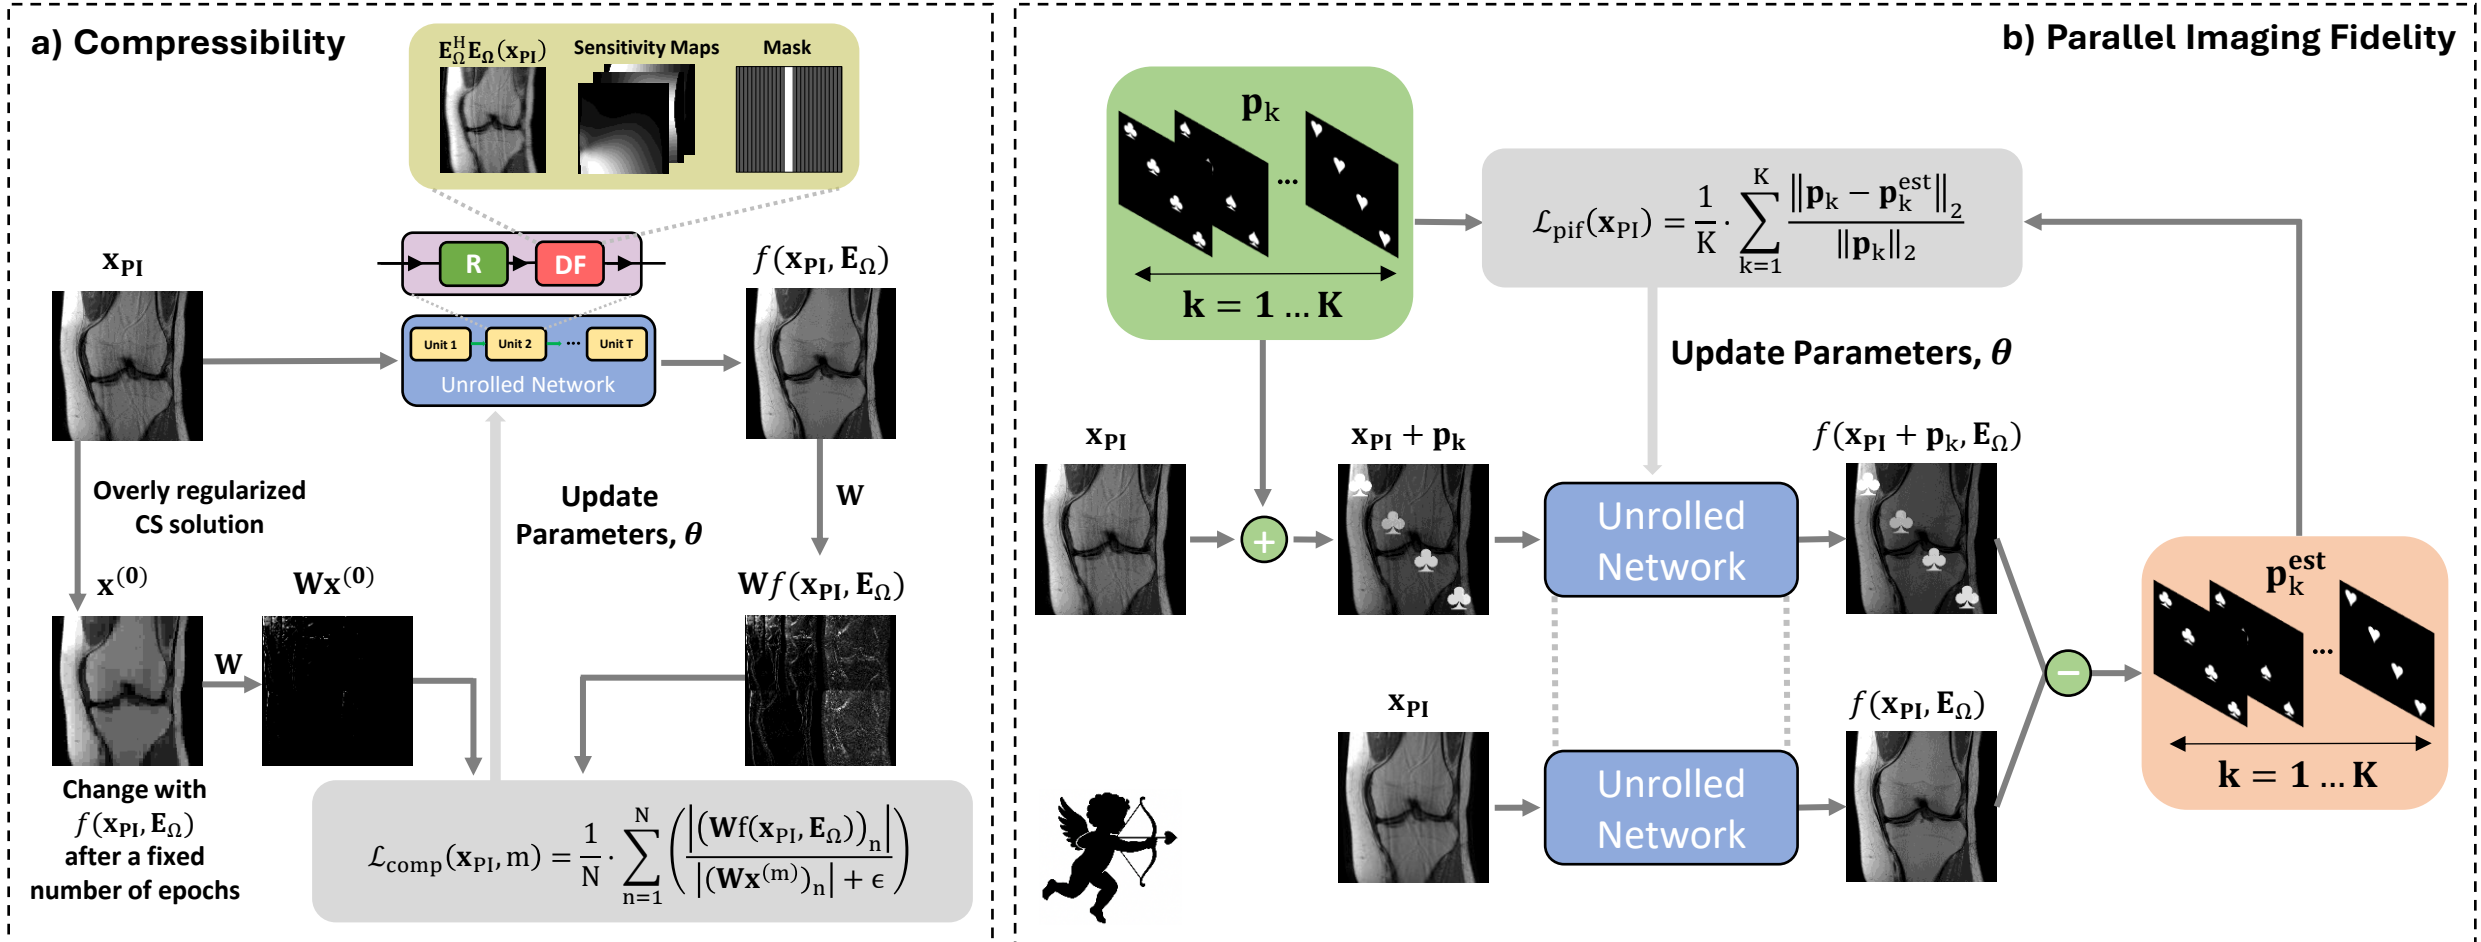 a) Compressibility
E_Ω^H E_Ω(x_PI)
Sensitivity Maps
Mask
R
DF
x_PI
f(x_PI, E_Ω)
Unit 1
Unit 2
...
Unit T
Unrolled Network
Overly regularized
CS solution
Update
Parameters, θ
W
x^(0)
Wx^(0)
Wf(x_PI, E_Ω)
W
Change with
f(x_PI, E_Ω)
after a fixed
number of epochs
ℒ_comp(x_PI, m) = 1/N · ∑_{n=1}^{N} ( |(Wf(x_PI, E_Ω))_n| / (|(Wx^(m))_n| + ϵ) )
b) Parallel Imaging Fidelity
p_k
...
k = 1 ... K
ℒ_pif(x_PI) = 1/K · ∑_{k=1}^{K} ‖p_k − p_k^est‖_2 / ‖p_k‖_2
Update Parameters, θ
x_PI
+
x_PI + p_k
Unrolled
Network
f(x_PI + p_k, E_Ω)
x_PI
Unrolled
Network
f(x_PI, E_Ω)
−
p_k^est
...
k = 1 ... K